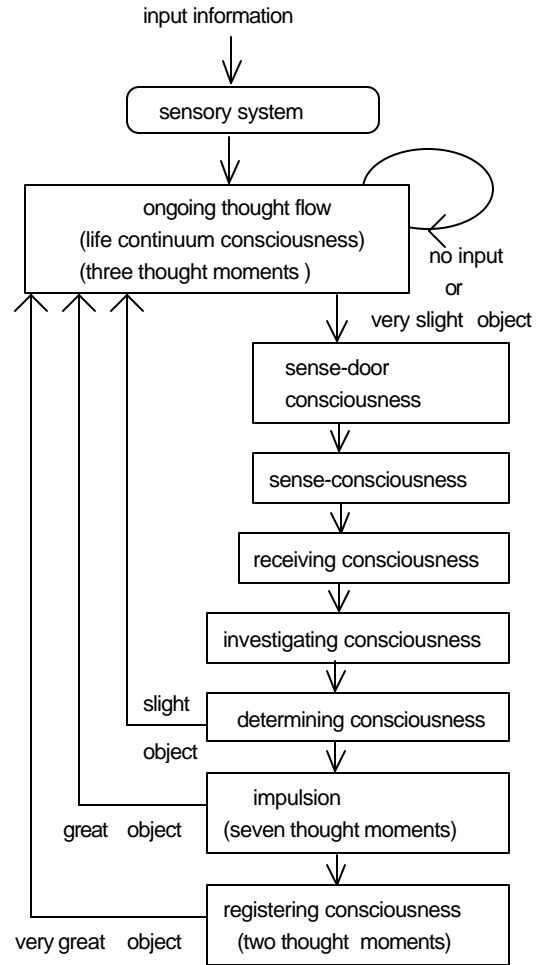 input information
sensory system
ongoing thought flow
(life continuum consciousness)
(three thought moments )
no input
or
very slight object
sense-door
consciousness
sense-consciousness
receiving consciousness
investigating consciousness
slight
object
determining consciousness
impulsion
(seven thought moments)
great object
registering consciousness
(two thought moments)
very great object